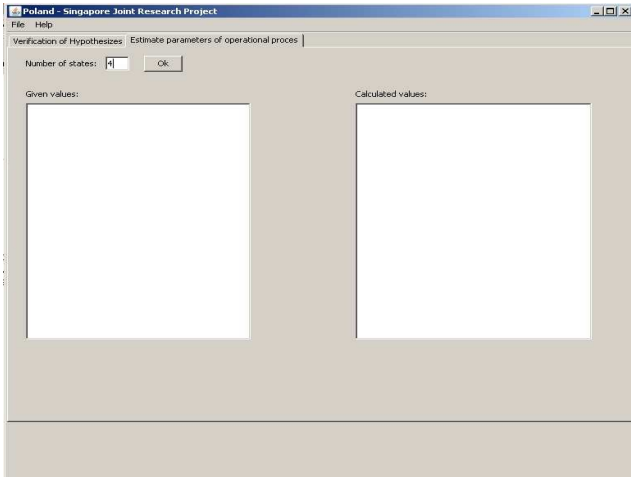 Poland - Singapore Joint Research Project
File Help
Verification of Hypothesizes Estimate parameters of operational proces
Number of states: 4 Ok
Given values: Calculated values: